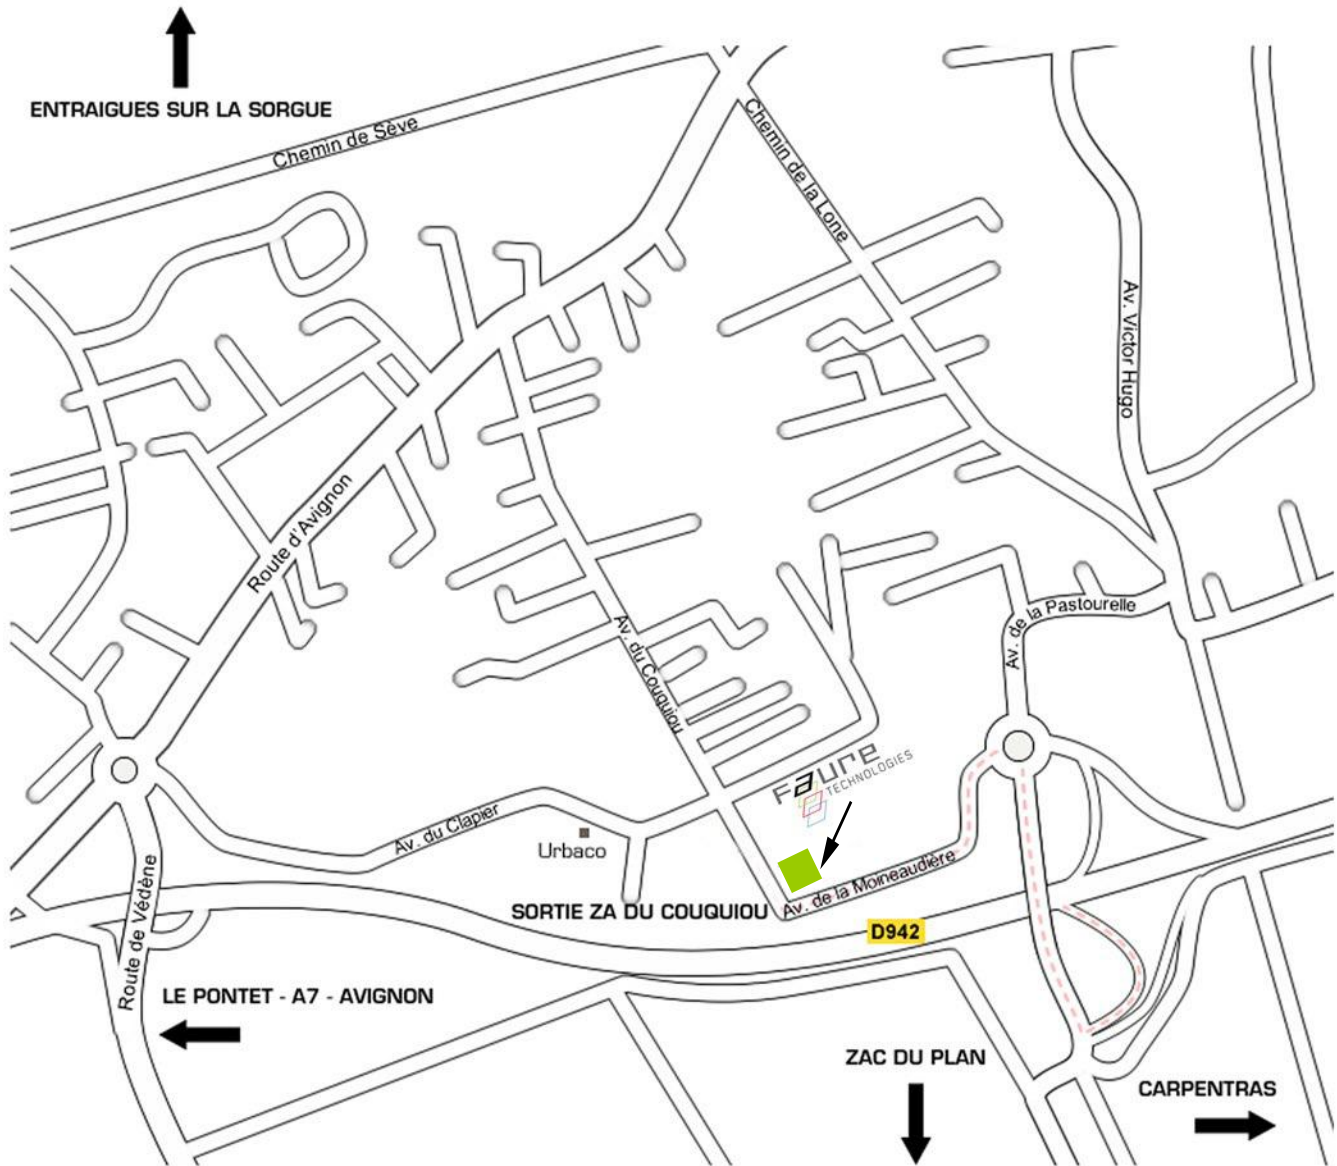 ENTRAIGUES SUR LA SORGUE
Chemin de Sève
Chemin de la Lone
Av. Victor Hugo
Route d'Avignon
Av. de la Pastourelle
Av. du Couquiou
Faure
TECHNOLOGIES
Av. du Clapier
Urbaco
Av. de la Moineaudière
SORTIE ZA DU COUQUIOU
D942
Route de Védène
LE PONTET - A7 - AVIGNON
ZAC DU PLAN
CARPENTRAS